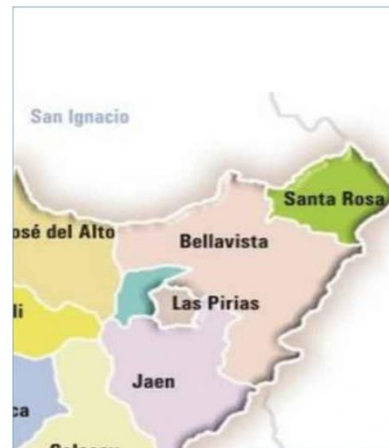 San Ignacio
Santa Rosa
osé del Alto
Bellavista
Las Pirias
li
Jaen
ca